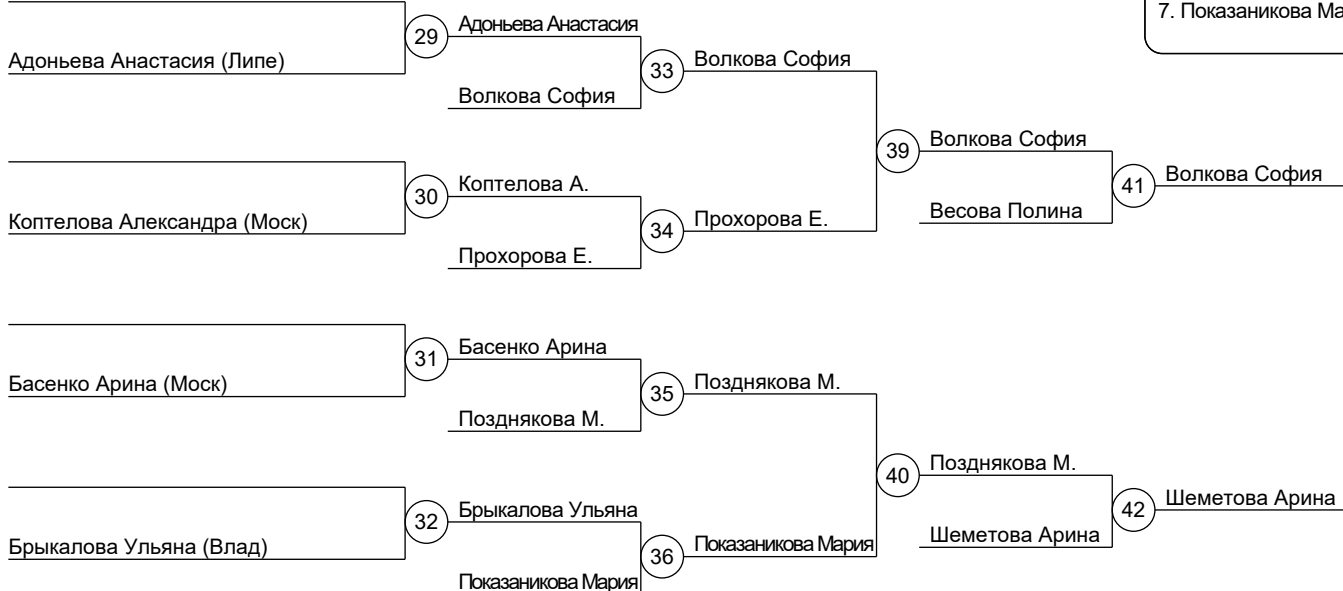 7. Показаникова
29
Адоньева Анастасия
Адоньева Анастасия (Липе)
33
Волкова София
Волкова София
39
Волкова София
30
Коптелова А.
41
Волкова София
Коптелова Александра (Моск)
34
Прохорова Е.
Весова Полина
Прохорова Е.
31
Басенко Арина
Басенко Арина (Моск)
35
Позднякова М.
Позднякова М.
40
Позднякова М.
32
Брыкалова Ульяна
42
Шеметова Арина
Брыкалова Ульяна (Влад)
36
Показаникова Мария
Шеметова Арина
Показаникова Мария